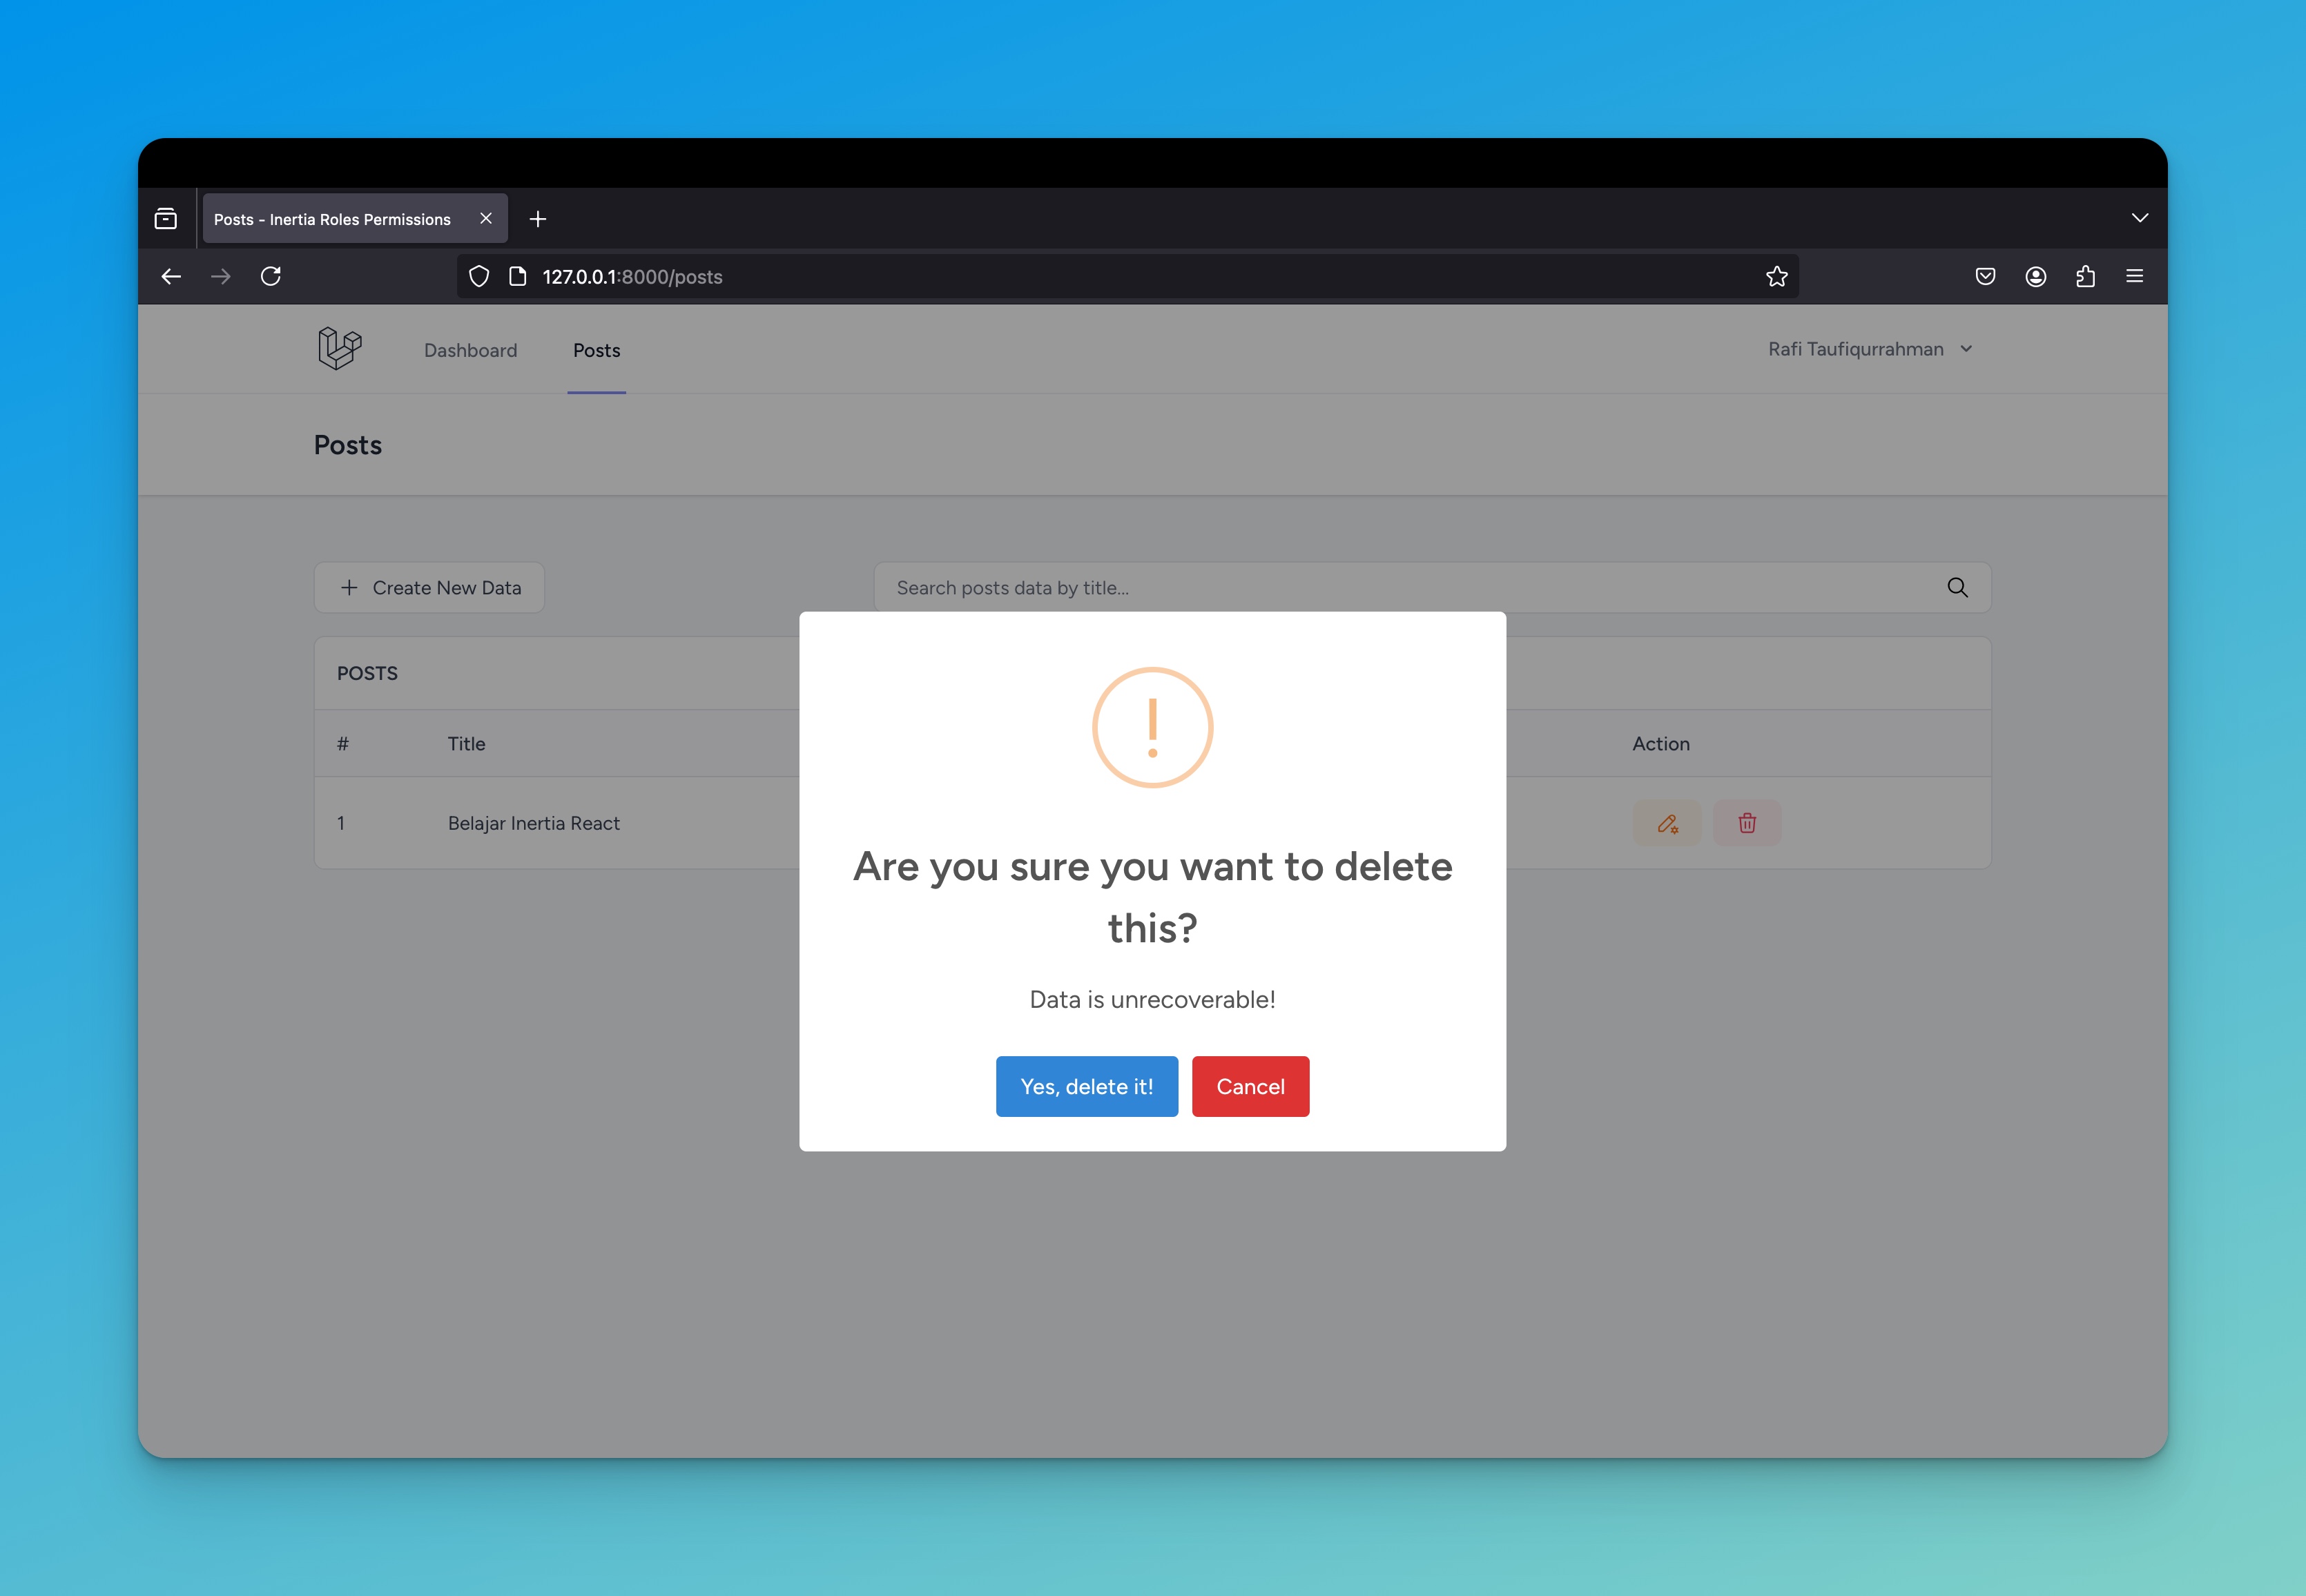 Posts - Inertia Roles Permissions
127.0.0.1:8000/posts
Dashboard
Posts
Rafi Taufiqurrahman
Posts
Create New Data
Search posts data by title...
POSTS
#
Title
Action
1
Belajar Inertia React
!
Are you sure you want to delete
this?
Data is unrecoverable!
Yes, delete it!
Cancel